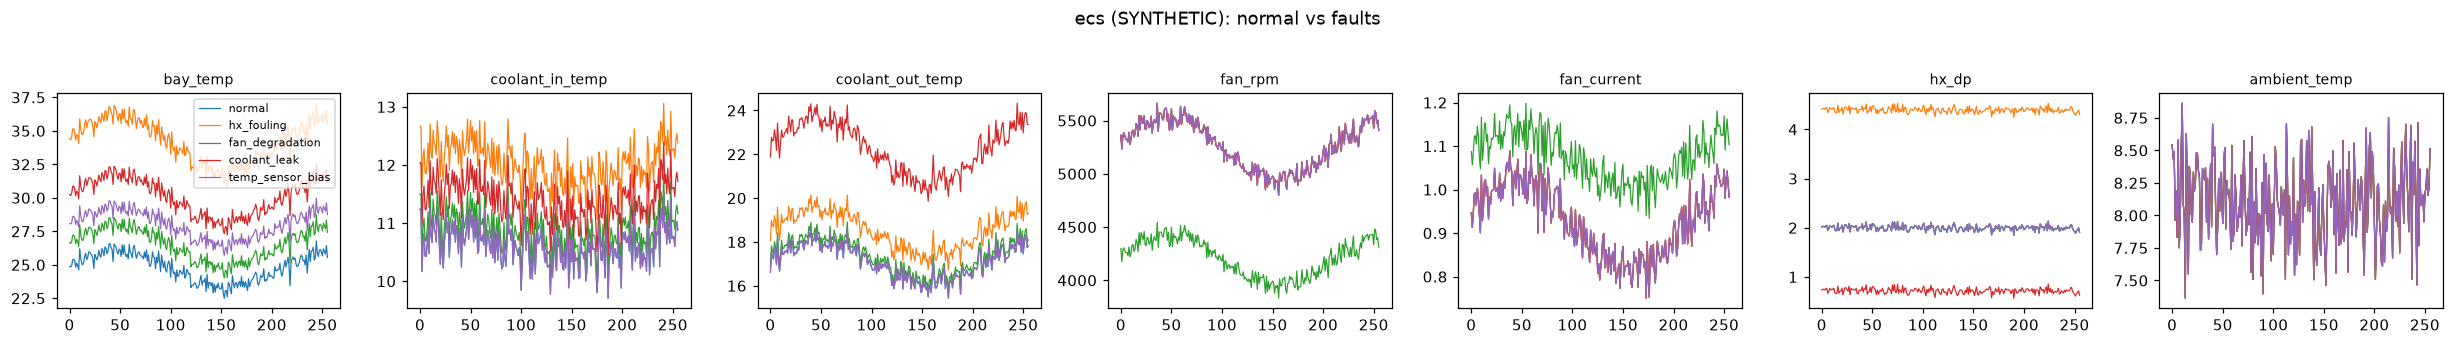 ecs (SYNTHETIC): normal vs faults
bay_temp
37.5
35.0
32.5
30.0
27.5
25.0
22.5
0 50 100 150 200 250
normal
hx_fouling
fan_degradation
coolant_leak
temp_sensor_bias
coolant_in_temp
13
12
11
10
0 50 100 150 200 250
coolant_out_temp
24
22
20
18
16
0 50 100 150 200 250
fan_rpm
5500
5000
4500
4000
0 50 100 150 200 250
fan_current
1.2
1.1
1.0
0.9
0.8
0 50 100 150 200 250
hx_dp
4
3
2
1
0 50 100 150 200 250
ambient_temp
8.75
8.50
8.25
8.00
7.75
7.50
0 50 100 150 200 250